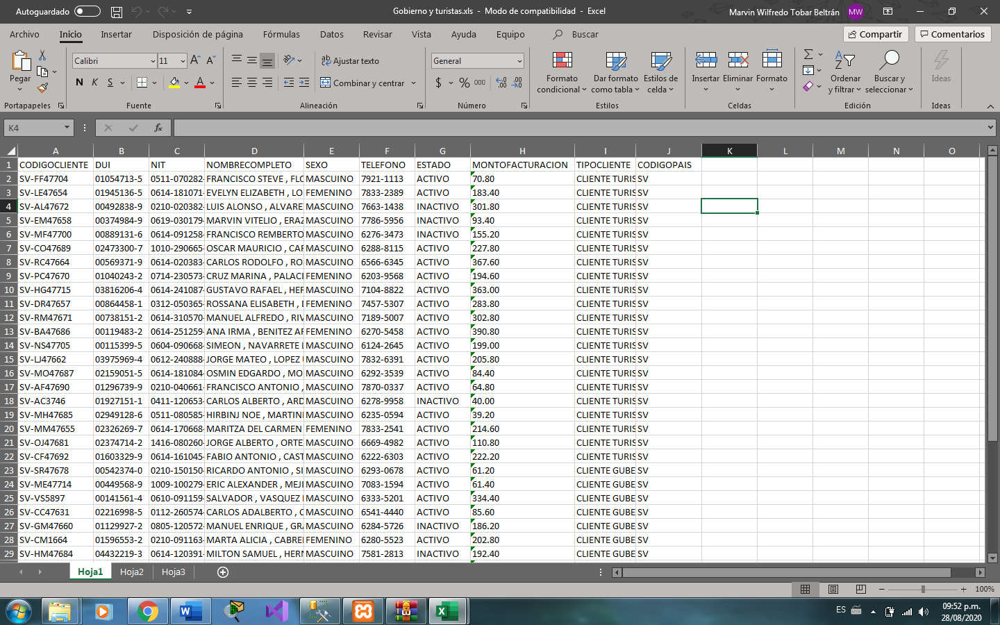 Autoguardado
Gobierno y turistas.xls - Modo de compatibilidad - Excel
Marvin Wilfredo Tobar Beltrán MW
Archivo Inicio Insertar Disposición de página Fórmulas Datos Revisar Vista Ayuda Equipo Buscar Compartir Comentarios
Pegar
Portapapeles
Calibri 11
N K S
Fuente
Ajustar texto
Combinar y centrar
Alineación
General
$ % 000
Número
Formato condicional
Dar formato como tabla
Estilos de celda
Estilos
Insertar Eliminar Formato
Celdas
Ordenar y filtrar
Buscar y seleccionar
Edición
Ideas
Ideas
K4 fx
A B C D E F G H I J K L M N O
1 CODIGOCLIENTE DUI NIT NOMBRECOMPLETO SEXO TELEFONO ESTADO MONTOFACTURACION TIPOCLIENTE CODIGOPAIS
2 SV-FF47704 01054713-5 0511-070282- FRANCISCO STEVE , FLO MASCUINO 7921-1113 ACTIVO 70.80 CLIENTE TURIS SV
3 SV-LE47654 01945136-5 0614-181071- EVELYN ELIZABETH , LO FEMENINO 7833-2389 ACTIVO 183.40 CLIENTE TURIS SV
4 SV-AL47672 00492838-9 0210-020382- LUIS ALONSO , ALVARE MASCUINO 7663-1438 INACTIVO 301.80 CLIENTE TURIS SV
5 SV-EM47658 00374984-9 0619-030179- MARVIN VITELIO , ERAZ MASCUINO 7786-5956 INACTIVO 93.40 CLIENTE TURIS SV
6 SV-MF47700 00889131-6 0614-091258- FRANCISCO REMBERTO MASCUINO 6276-3473 INACTIVO 155.20 CLIENTE TURIS SV
7 SV-CO47689 02473300-7 1010-290665- OSCAR MAURICIO , CAR MASCUINO 6288-8115 ACTIVO 227.80 CLIENTE TURIS SV
8 SV-RC47664 00569371-9 0614-020383- CARLOS RODOLFO , RO MASCUINO 6566-6345 ACTIVO 367.60 CLIENTE TURIS SV
9 SV-PC47670 01040243-2 0714-230573- CRUZ MARINA , PALACI FEMENINO 6203-9568 ACTIVO 194.60 CLIENTE TURIS SV
10 SV-HG47715 03816206-4 0614-241087- GUSTAVO RAFAEL , HER MASCUINO 7104-8822 ACTIVO 363.00 CLIENTE TURIS SV
11 SV-DR47657 00864458-1 0312-050365- ROSSANA ELISABETH , FEMENINO 7457-5307 ACTIVO 283.80 CLIENTE TURIS SV
12 SV-RM47671 00738151-2 0614-310570- MANUEL ALFREDO , RIV MASCUINO 7189-5007 ACTIVO 302.80 CLIENTE TURIS SV
13 SV-BA47686 00119483-2 0614-251259- ANA IRMA , BENITEZ AR FEMENINO 6270-5458 ACTIVO 390.80 CLIENTE TURIS SV
14 SV-NS47705 00115399-5 0604-090668- SIMEON , NAVARRETE MASCUINO 6124-2645 ACTIVO 199.00 CLIENTE TURIS SV
15 SV-LJ47662 03975969-4 0612-240888- JORGE MATEO , LOPEZ MASCUINO 7832-6391 ACTIVO 205.80 CLIENTE TURIS SV
16 SV-MO47687 02159051-5 0614-181084- OSMIN EDGARDO , MO MASCUINO 6292-3539 ACTIVO 84.40 CLIENTE TURIS SV
17 SV-AF47690 01296739-9 0210-040661- FRANCISCO ANTONIO , MASCUINO 7870-0337 ACTIVO 64.80 CLIENTE TURIS SV
18 SV-AC3746 01927151-1 0411-120653- CARLOS ALBERTO , ARD MASCUINO 6278-9958 INACTIVO 40.00 CLIENTE TURIS SV
19 SV-MH47685 02949128-6 0511-080585- HIRBINJ NOE , MARTIN MASCUINO 6235-0594 ACTIVO 39.20 CLIENTE TURIS SV
20 SV-MM47655 02326269-7 0614-170668- MARITZA DEL CARMEN FEMENINO 7833-2541 ACTIVO 214.60 CLIENTE TURIS SV
21 SV-OJ47681 02374714-2 1416-080260- JORGE ALBERTO , ORTE MASCUINO 6669-4982 ACTIVO 110.80 CLIENTE TURIS SV
22 SV-CF47692 01603329-9 0614-161045- FABIO ANTONIO , CAST MASCUINO 6222-6303 ACTIVO 222.20 CLIENTE TURIS SV
23 SV-SR47678 00542374-0 0210-150150- RICARDO ANTONIO , SI MASCUINO 6293-0678 ACTIVO 61.20 CLIENTE GUBE SV
24 SV-ME47714 00449568-9 1009-100279- ERIC ALEXANDER , MEJI MASCUINO 7083-1594 ACTIVO 61.40 CLIENTE GUBE SV
25 SV-VS5897 00141561-4 0610-091159- SALVADOR , VASQUEZ MASCUINO 6333-5201 ACTIVO 334.40 CLIENTE GUBE SV
26 SV-CC47631 02216998-5 0112-260574- CARLOS ADALBERTO , C MASCUINO 6541-4440 ACTIVO 85.60 CLIENTE GUBE SV
27 SV-GM47660 01129927-2 0805-120572- MANUEL ENRIQUE , GRA MASCUINO 6284-5726 INACTIVO 186.20 CLIENTE GUBE SV
28 SV-CM1664 01596553-2 0210-091163- MARTA ALICIA , CABRE FEMENINO 6280-5523 ACTIVO 202.80 CLIENTE GUBE SV
29 SV-HM47684 04432219-3 0614-120391- MILTON SAMUEL , HERN MASCUINO 7581-2813 INACTIVO 192.40 CLIENTE GUBE SV
Hoja1 Hoja2 Hoja3
100%
ES
09:52 p.m.
28/08/2020